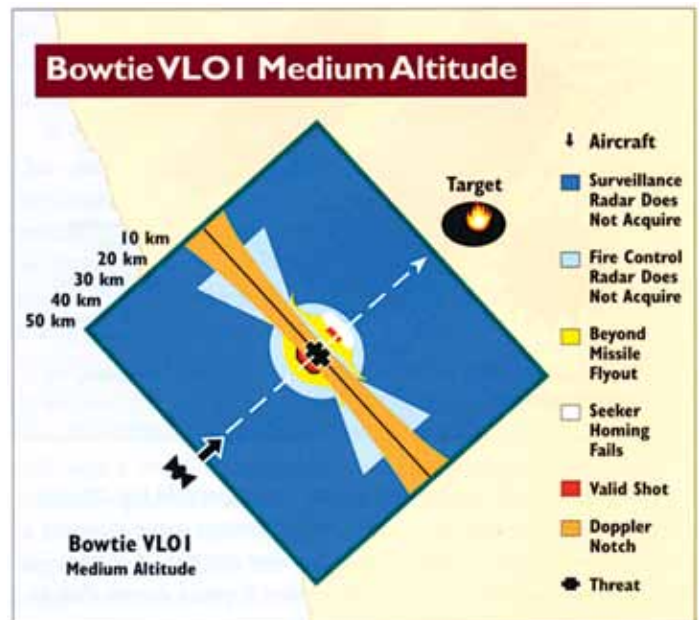 Bowtie VLO1 Medium Altitude
Target
10 km
20 km
30 km
40 km
50 km
Bowtie VLO1
Medium Altitude
Aircraft
Surveillance
Radar Does
Not Acquire
Fire Control
Radar Does
Not Acquire
Beyond
Missile
Flyout
Seeker
Homing
Fails
Valid Shot
Doppler
Notch
Threat